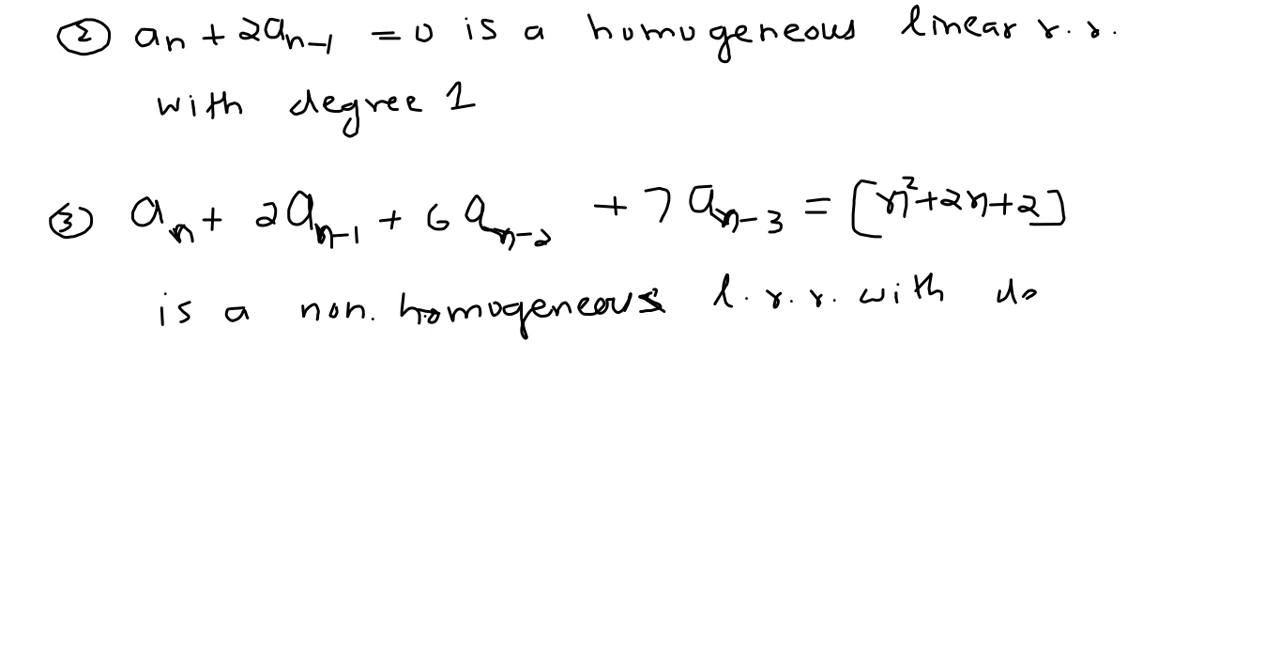 ② aₙ + 2aₙ₋₁ = 0 is a homogeneous linear r.r.
with degree 1
③ aₙ + 2aₙ₋₁ + 6aₙ₋₂ + 7aₙ₋₃ = [n²+2n+2]
is a non. homogeneous l.r.r. with